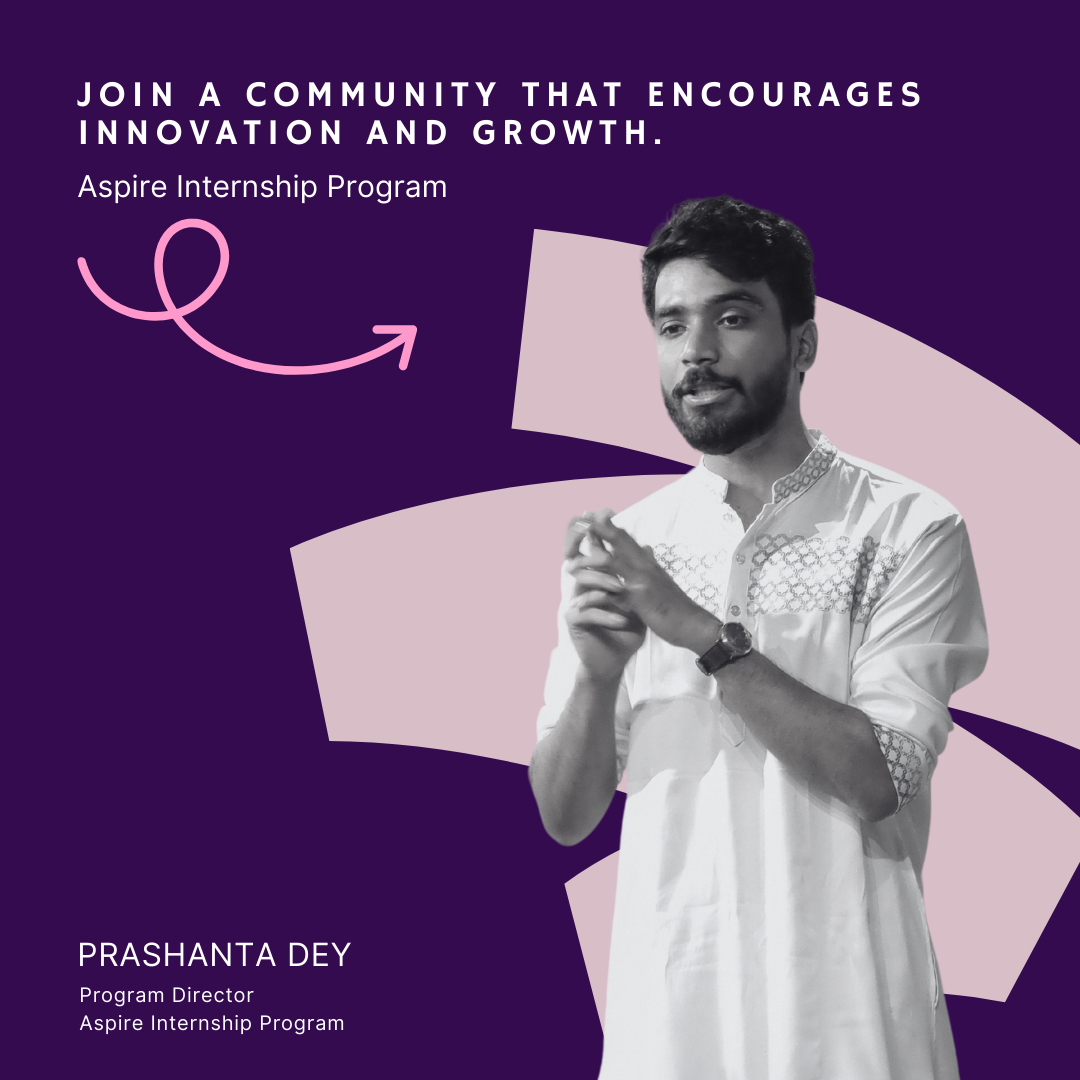 JOIN A COMMUNITY THAT ENCOURAGES
INNOVATION AND GROWTH.
Aspire Internship Program
PRASHANTA DEY
Program Director
Aspire Internship Program